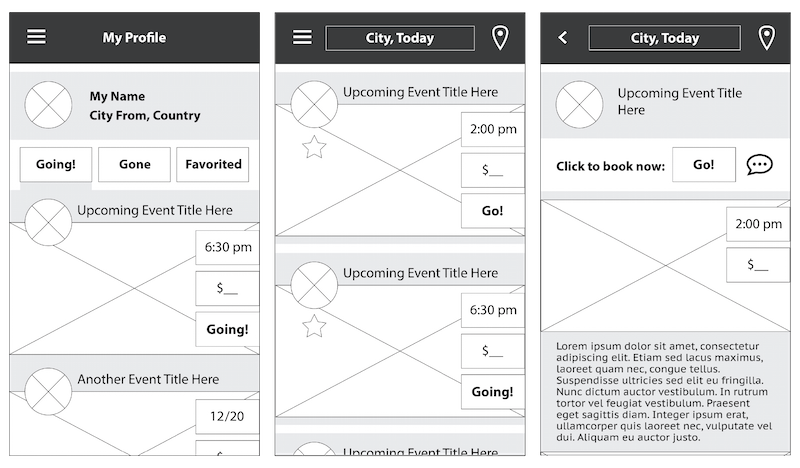 My Profile
My Name
City From, Country
Going!
Gone
Favorited
Upcoming Event Title Here
6:30 pm
$__
Going!
Another Event Title Here
12/20
City, Today
Upcoming Event Title Here
2:00 pm
$__
Go!
Upcoming Event Title Here
6:30 pm
$__
Going!
Upcoming Event Title Here
City, Today
Upcoming Event Title
Here
Click to book now:
Go!
2:00 pm
$__
Lorem ipsum dolor sit amet, consectetur
adipiscing elit. Etiam sed lacus maximus,
laoreet quam nec, congue tellus.
Suspendisse ultricies sed elit eu fringilla.
Nunc dictum auctor vestibulum. In rutrum
tortor vel feugiat vestibulum. Praesent
eget sagittis diam. Integer ipsum erat,
ullamcorper quis laoreet nec, vulputate vel
dui. Aliquam eu auctor justo.